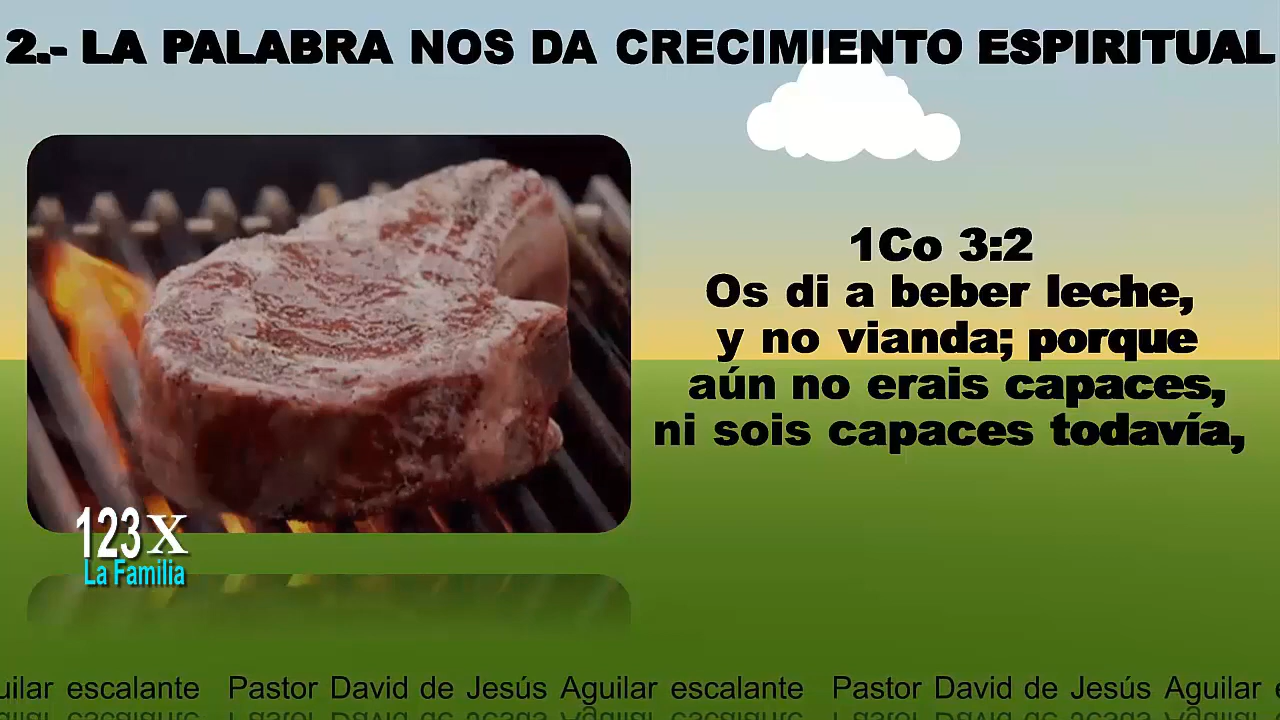 2.- LA PALABRA NOS DA CRECIMIENTO ESPIRITUAL
1Co 3:2
Os di a beber leche,
y no vianda; porque
aún no erais capaces,
ni sois capaces todavía,
123 X
La Familia
uilar escalante Pastor David de Jesús Aguilar escalante Pastor David de Jesús Aguilar e